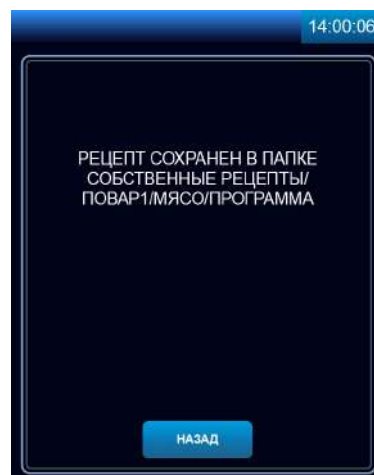 14:00:06
РЕЦЕПТ СОХРАНЕН В ПАПКЕ
СОБСТВЕННЫЕ РЕЦЕПТЫ/
ПОВАР1/МЯСО/ПРОГРАММА
НАЗАД